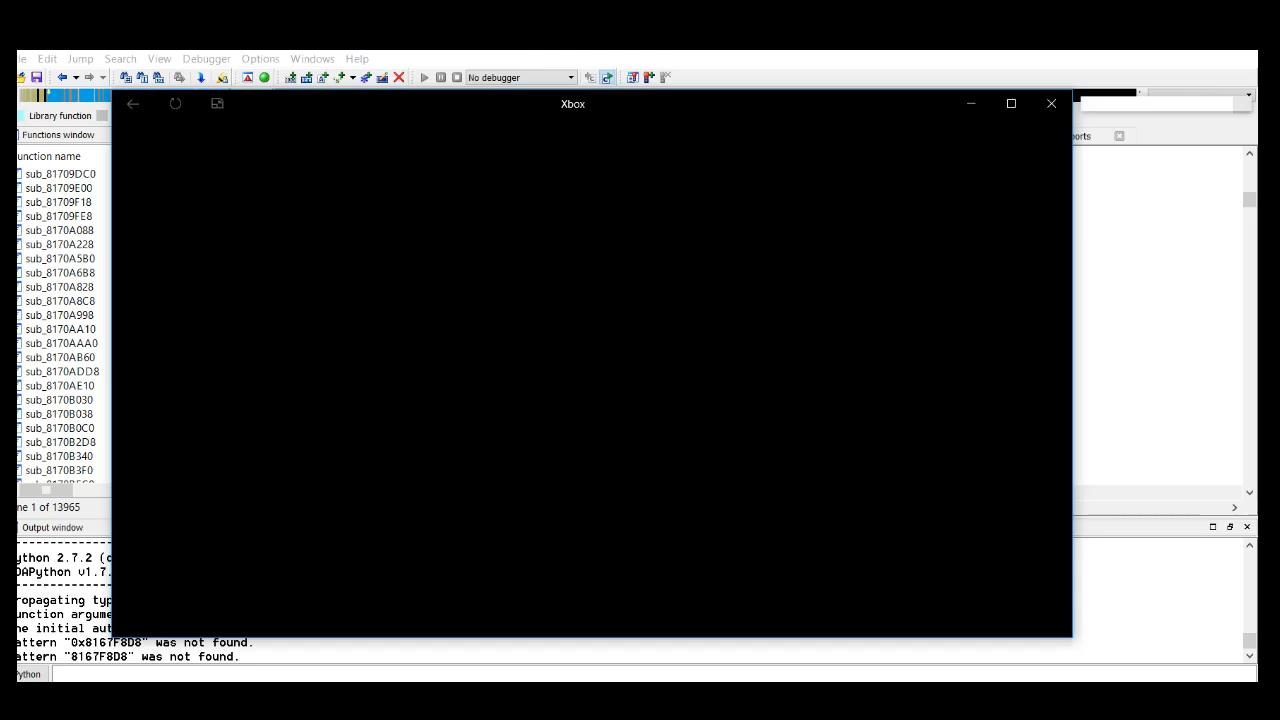 le Edit Jump Search View Debugger Options Windows Help
No debugger
Library function
Xbox
Functions window
ports
unction name
sub_81709DC0
sub_81709E00
sub_81709F18
sub_81709FE8
sub_8170A088
sub_8170A228
sub_8170A5B0
sub_8170A6B8
sub_8170A828
sub_8170A8C8
sub_8170A998
sub_8170AA10
sub_8170AAA0
sub_8170AB60
sub_8170ADD8
sub_8170AE10
sub_8170B030
sub_8170B038
sub_8170B0C0
sub_8170B2D8
sub_8170B340
sub_8170B3F0
ne 1 of 13965
Output window
ython 2.7.2 (
DAPython v1.7.
ropagating typ
unction argume
he initial aut
attern "0x8167F8D8" was not found.
attern "8167F8D8" was not found.
Python